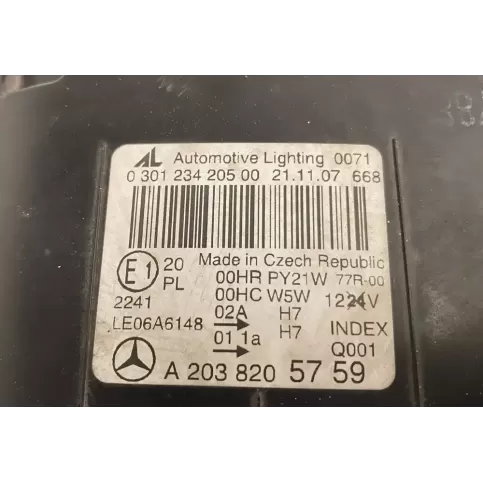 AL Automotive Lighting 0071
0 301 234 205 00 21.11.07 668
Made in Czech Republic
E1 20 PL 00HR PY21W 77R-00
2241 00HC W5W
LE06A6148 02A H7 INDEX
01 1a H7 Q001
A 203 820 57 59